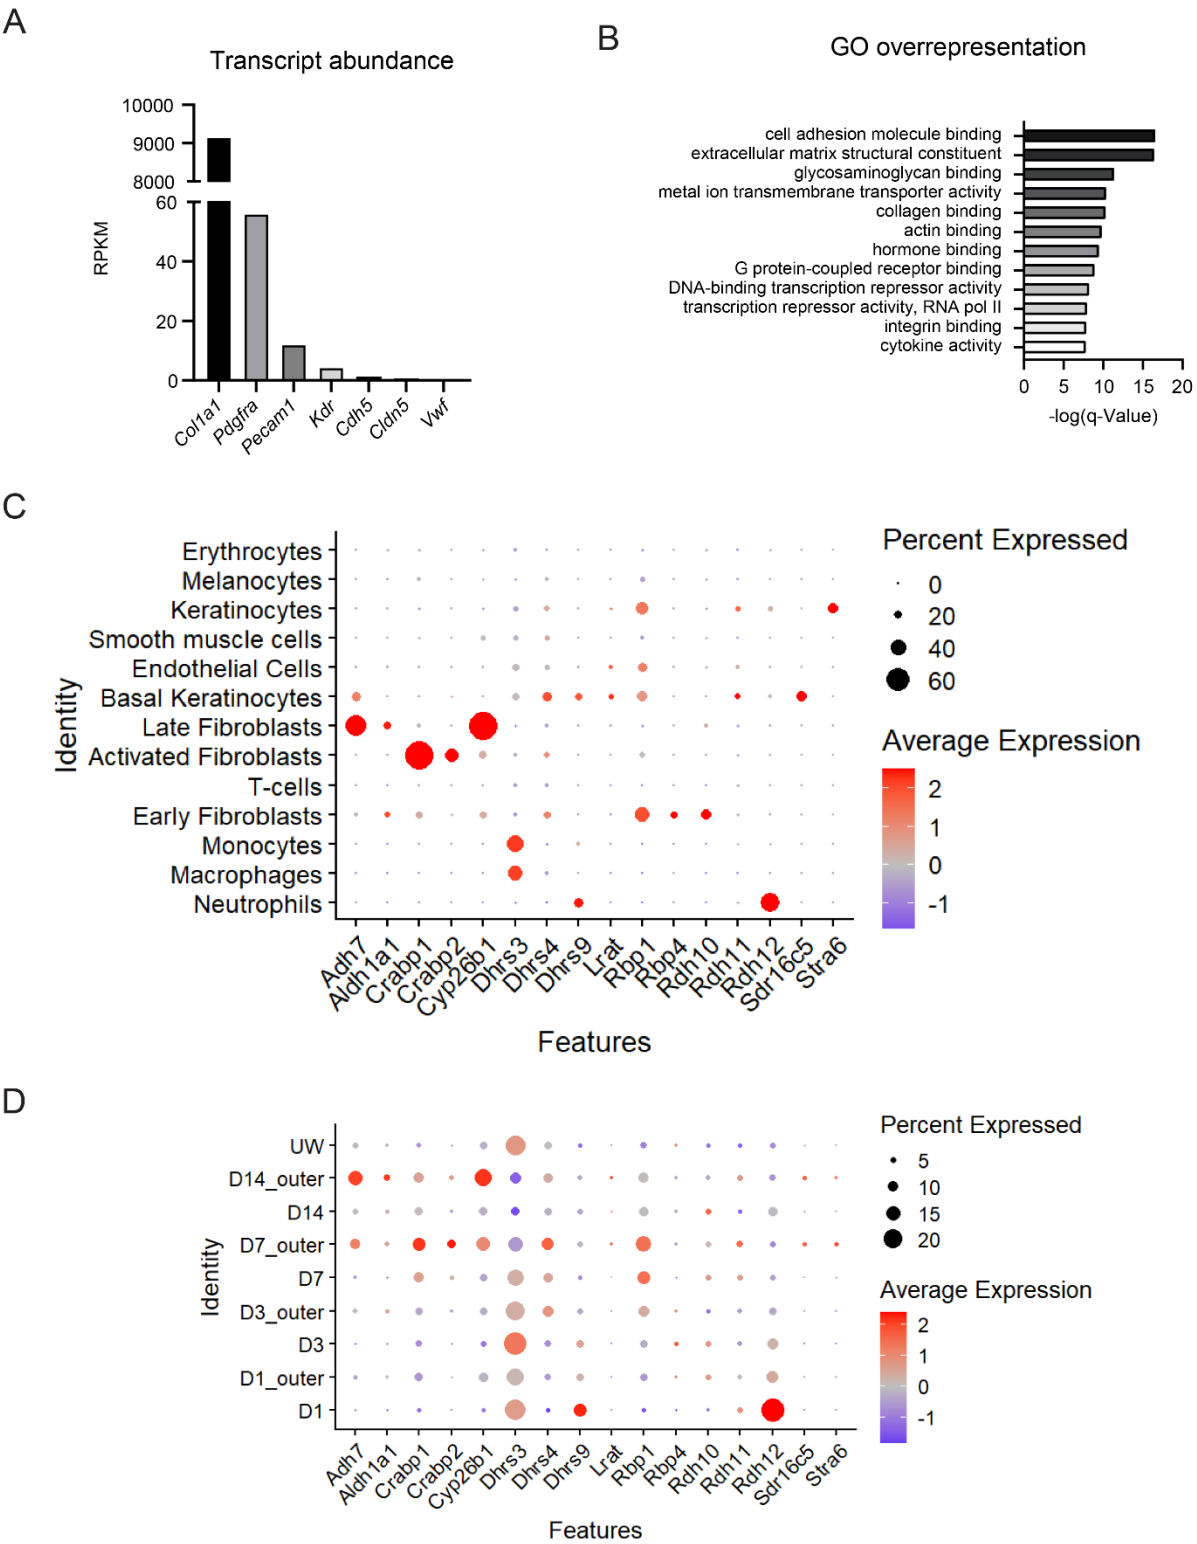 A
Transcript abundance
10000
9000
8000
60
40
20
0
RPKM
Col1a1
Pdgfra
Pecam1
Kdr
Cdh5
Cldn5
Vwf
B
GO overrepresentation
cell adhesion molecule binding
extracellular matrix structural constituent
glycosaminoglycan binding
metal ion transmembrane transporter activity
collagen binding
actin binding
hormone binding
G protein-coupled receptor binding
DNA-binding transcription repressor activity
transcription repressor activity, RNA pol II
integrin binding
cytokine activity
0 5 10 15 20
-log(q-Value)
C
Identity
Erythrocytes
Melanocytes
Keratinocytes
Smooth muscle cells
Endothelial Cells
Basal Keratinocytes
Late Fibroblasts
Activated Fibroblasts
T-cells
Early Fibroblasts
Monocytes
Macrophages
Neutrophils
Adh7
Aldh1a1
Crabp1
Crabp2
Cyp26b1
Dhrs3
Dhrs4
Dhrs9
Lrat
Rbp1
Rbp4
Rdh10
Rdh11
Rdh12
Sdr16c5
Stra6
Features
Percent Expressed
0
20
40
60
Average Expression
2
1
0
-1
D
Identity
UW
D14_outer
D14
D7_outer
D7
D3_outer
D3
D1_outer
D1
Adh7
Aldh1a1
Crabp1
Crabp2
Cyp26b1
Dhrs3
Dhrs4
Dhrs9
Lrat
Rbp1
Rbp4
Rdh10
Rdh11
Rdh12
Sdr16c5
Stra6
Features
Percent Expressed
5
10
15
20
Average Expression
2
1
0
-1